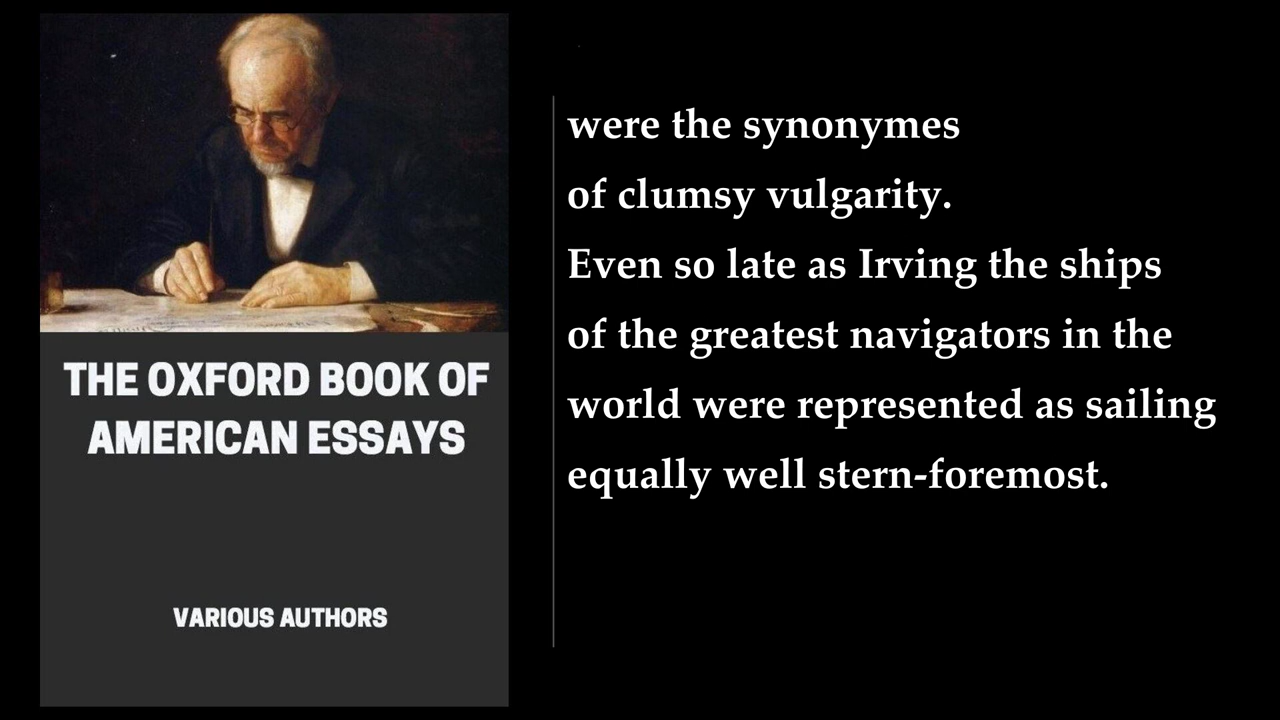 THE OXFORD BOOK OF
AMERICAN ESSAYS
VARIOUS AUTHORS
were the synonymes
of clumsy vulgarity.
Even so late as Irving the ships
of the greatest navigators in the
world were represented as sailing
equally well stern-foremost.